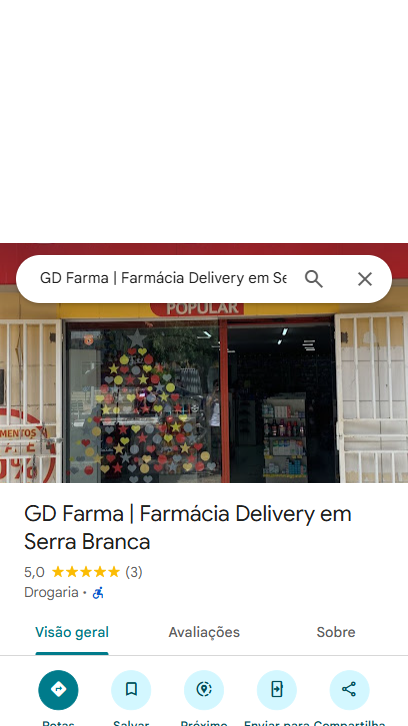 GD Farma | Farmácia Delivery em Se
POPULAR
MENTOS
GD Farma | Farmácia Delivery em
Serra Branca
5,0 (3)
Drogaria ·
Visão geral Avaliações Sobre
Rotas Salvar Próximo Enviar para Compartilha